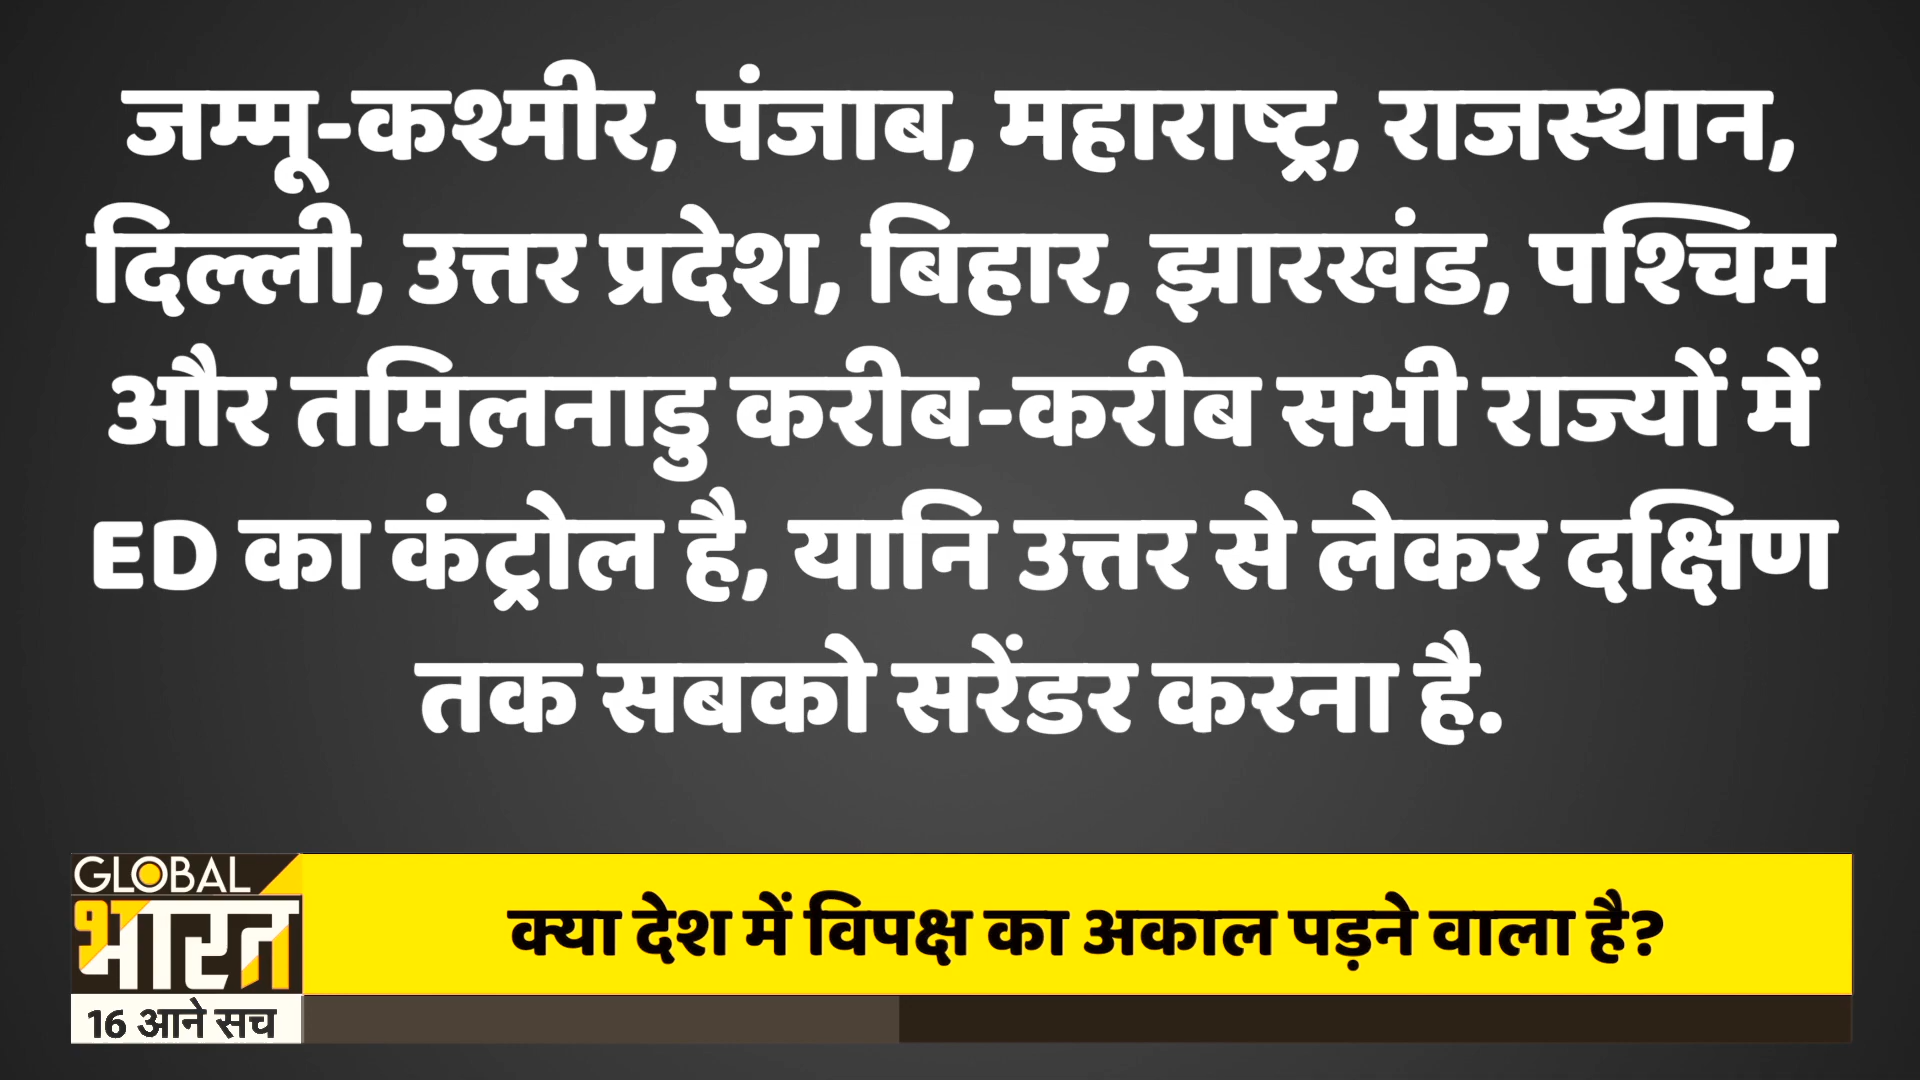 जम्मू-कश्मीर, पंजाब, महाराष्ट्र, राजस्थान,
दिल्ली, उत्तर प्रदेश, बिहार, झारखंड, पश्चिम
और तमिलनाडु करीब-करीब सभी राज्यों में
ED का कंट्रोल है, यानि उत्तर से लेकर दक्षिण
तक सबको सरेंडर करना है.
GLOBAL
भारत
16 आने सच
क्या देश में विपक्ष का अकाल पड़ने वाला है?